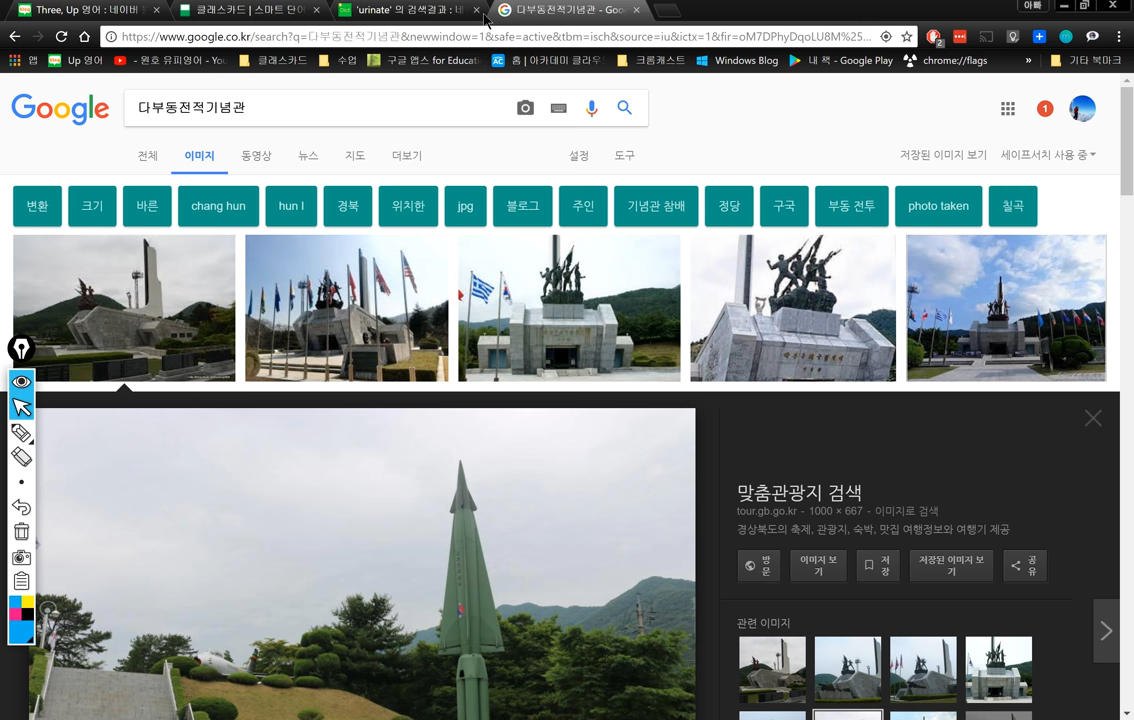 Three, Up 영어 : 네이버
클래스카드 | 스마트 단어
'urinate' 의 검색결과 : 네
다부동전적기념관 - Goo
아빠
https://www.google.co.kr/search?q=다부동전적기념관&newwindow=1&safe=active&tbm=isch&source=iu&ictx=1&fir=oM7DPhyDqoLU8M%25...
2
앱
Up 영어
- 원호 유피영어 - You
클래스카드
수업
구글 앱스 for Educati
홈 | 아카데미 클라우
크롬캐스트
Windows Blog
내 책 - Google Play
chrome://flags
»
기타 북마크
Google
다부동전적기념관
1
전체
이미지
동영상
뉴스
지도
더보기
설정
도구
저장된 이미지 보기
세이프서치 사용 중
변환
크기
바른
chang hun
hun l
경북
위치한
jpg
블로그
주인
기념관 참배
정당
구국
부동 전투
photo taken
칠곡
맞춤관광지 검색
tour.gb.go.kr - 1000 × 667 - 이미지로 검색
경상북도의 축제, 관광지, 숙박, 맛집 여행정보와 여행기 제공
방문
이미지 보기
저장
저장된 이미지 보기
공유
관련 이미지